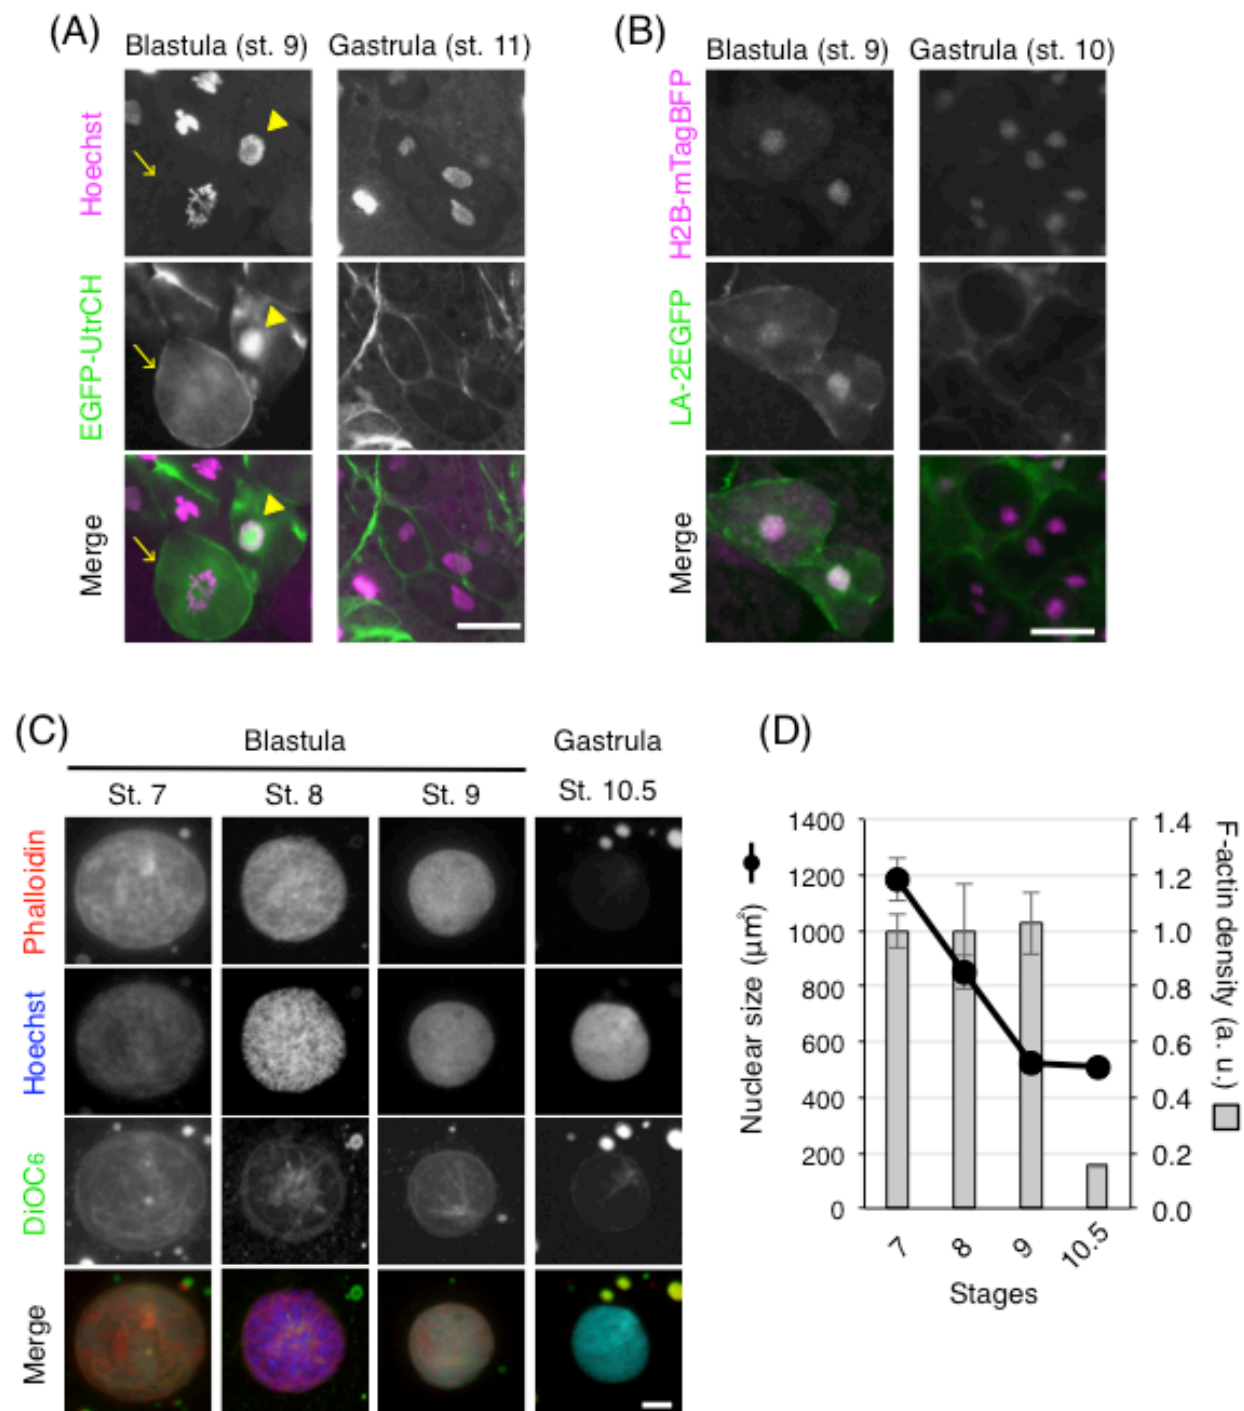 (A)
Blastula (st. 9) Gastrula (st. 11)
Hoechst
EGFP-UtrCH
Merge
(B)
Blastula (st. 9) Gastrula (st. 10)
H2B-mTagBFP
LA-2EGFP
Merge
(C)
Blastula Gastrula
St. 7 St. 8 St. 9 St. 10.5
Phalloidin
Hoechst
DiOC6
Merge
(D)
Nuclear size (μm²)
1400
1200
1000
800
600
400
200
0
1.4
1.2
1.0
0.8
0.6
0.4
0.2
0.0
F-actin density (a. u.)
7 8 9 10.5
Stages